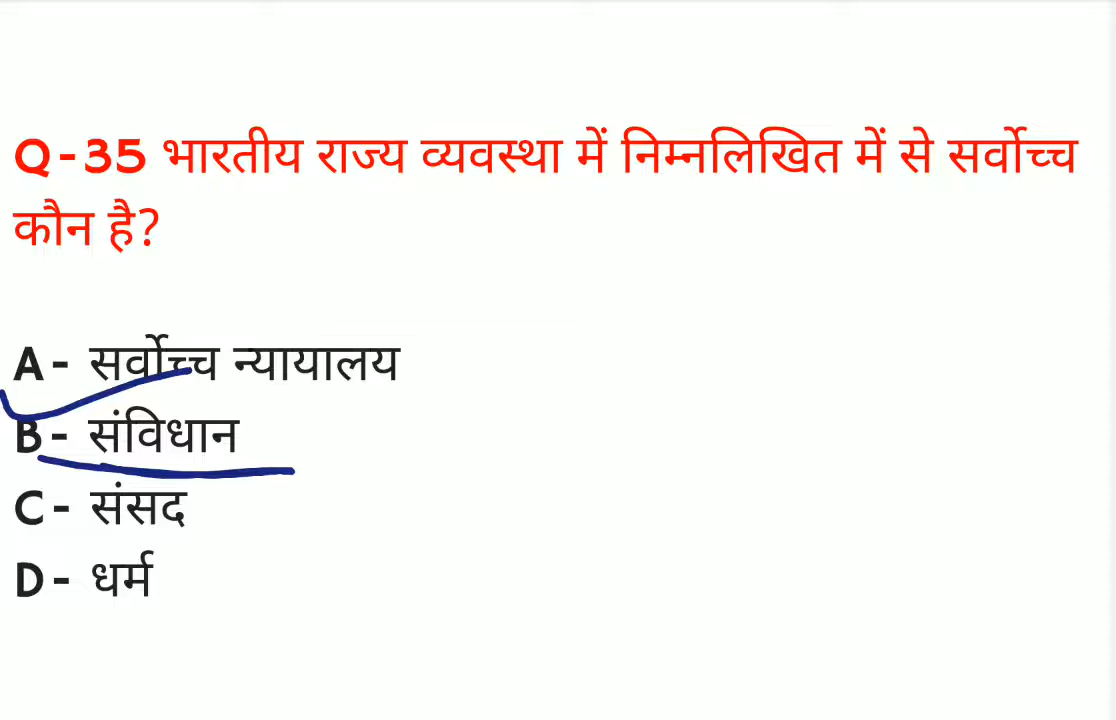 Q-35 भारतीय राज्य व्यवस्था में निम्नलिखित में से सर्वोच्च
कौन है?
A- सर्वोच्च न्यायालय
B- संविधान
C- संसद
D- धर्म